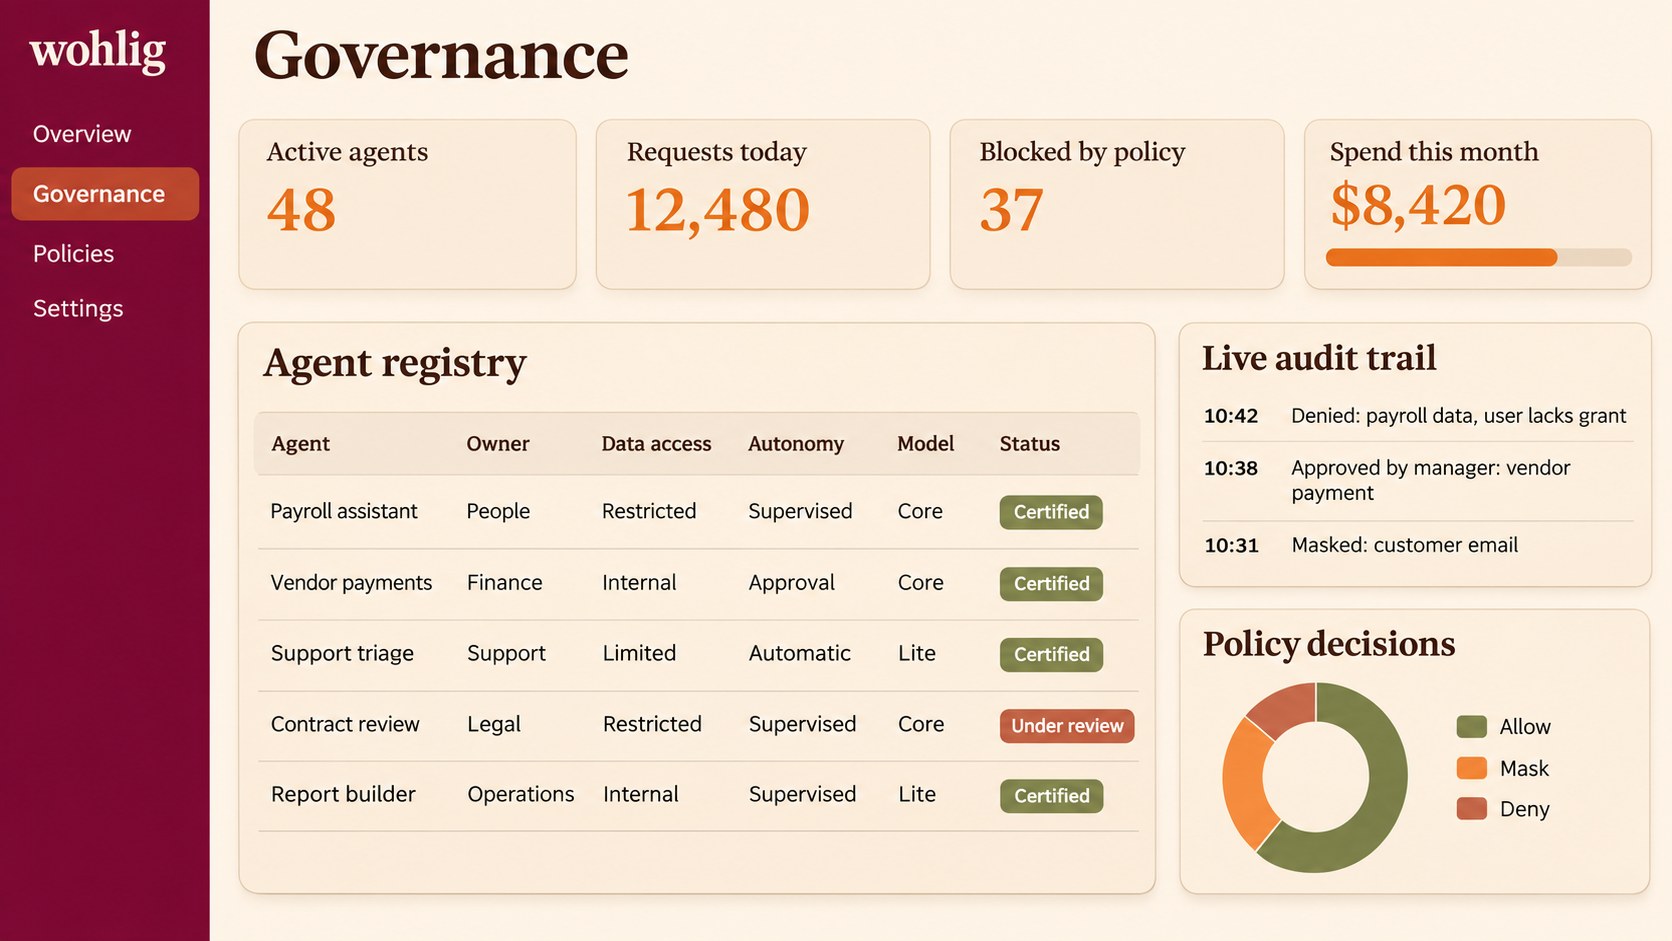 wohlig
Overview
Governance
Policies
Settings
Governance
Active agents
48
Requests today
12,480
Blocked by policy
37
Spend this month
$8,420
Agent registry
Agent Owner Data access Autonomy Model Status
Payroll assistant People Restricted Supervised Core Certified
Vendor payments Finance Internal Approval Core Certified
Support triage Support Limited Automatic Lite Certified
Contract review Legal Restricted Supervised Core Under review
Report builder Operations Internal Supervised Lite Certified
Live audit trail
10:42 Denied: payroll data, user lacks grant
10:38 Approved by manager: vendor
payment
10:31 Masked: customer email
Policy decisions
Allow
Mask
Deny